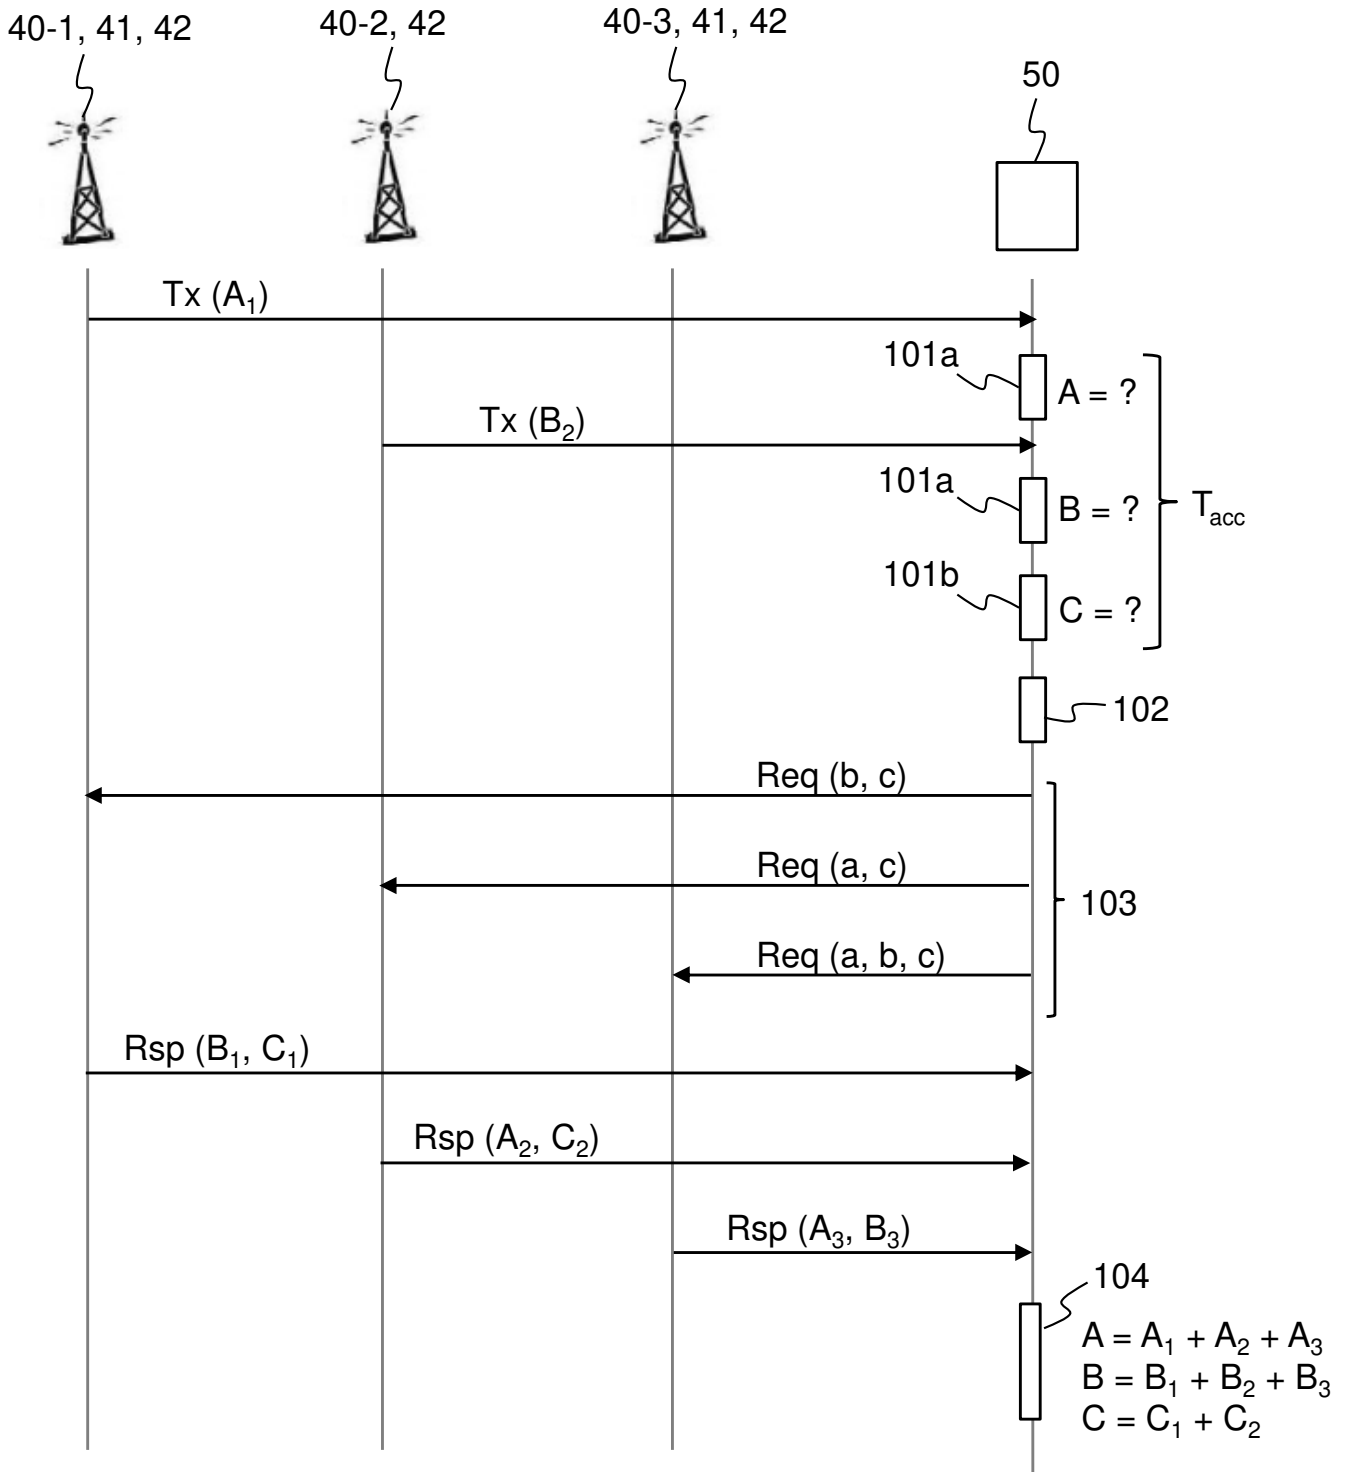 40-1, 41, 42
40-2, 42
40-3, 41, 42
50
Tx (A₁)
101a
A = ?
Tx (B₂)
101a
B = ?
Tacc
101b
C = ?
102
Req (b, c)
Req (a, c)
103
Req (a, b, c)
Rsp (B₁, C₁)
Rsp (A₂, C₂)
Rsp (A₃, B₃)
104
A = A₁ + A₂ + A₃
B = B₁ + B₂ + B₃
C = C₁ + C₂